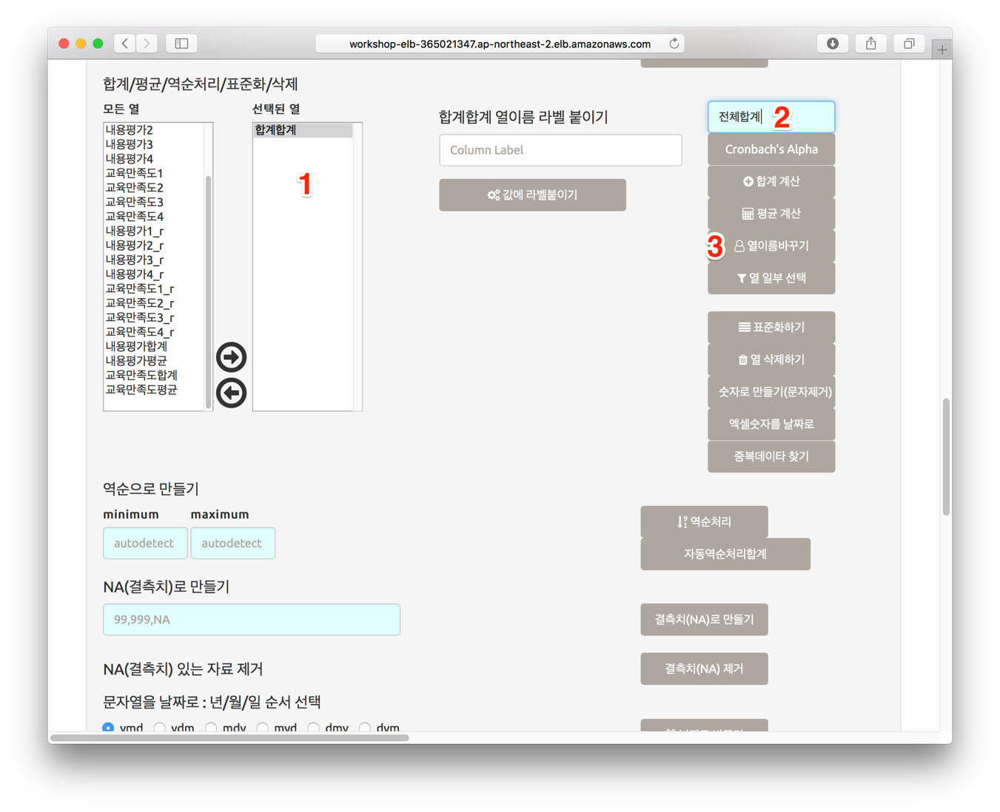 workshop-elb-365021347.ap-northeast-2.elb.amazonaws.com
합계/평균/역순처리/표준화/삭제
모든 열
선택된 열
내용평가2
내용평가3
내용평가4
교육만족도1
교육만족도2
교육만족도3
교육만족도4
내용평가1_r
내용평가2_r
내용평가3_r
내용평가4_r
교육만족도1_r
교육만족도2_r
교육만족도3_r
교육만족도4_r
내용평가합계
내용평가평균
교육만족도합계
교육만족도평균
합계합계
1
합계합계 열이름 라벨 붙이기
Column Label
값에 라벨붙이기
전체합계 2
Cronbach's Alpha
합계 계산
평균 계산
3 열이름바꾸기
열 일부 선택
표준화하기
열 삭제하기
숫자로 만들기(문자제거)
엑셀숫자를 날짜로
중복데이타 찾기
역순으로 만들기
minimum maximum
autodetect autodetect
역순처리
자동역순처리합계
NA(결측치)로 만들기
99,999,NA
결측치(NA)로 만들기
NA(결측치) 있는 자료 제거
결측치(NA) 제거
문자열을 날짜로 : 년/월/일 순서 선택
ymd ydm mdy myd dmy dym